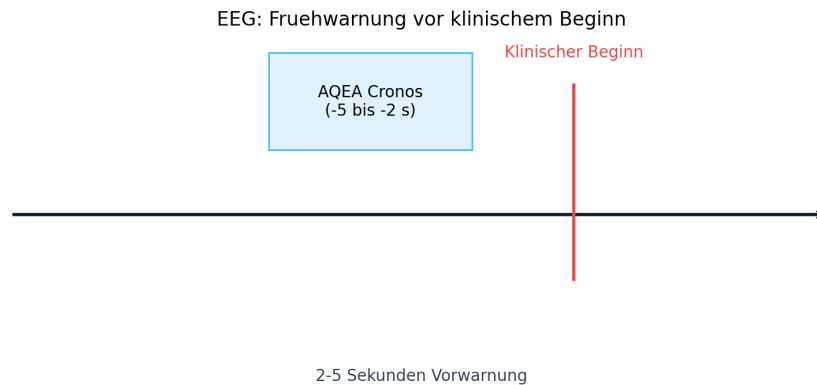 EEG: Fruehwarnung vor klinischem Beginn
Klinischer Beginn
AQEA Cronos
(-5 bis -2 s)
2-5 Sekunden Vorwarnung